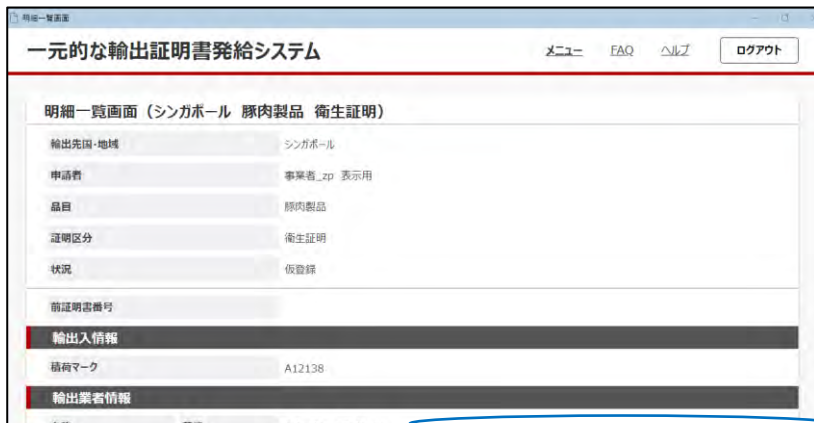 明細一覧画面
一元的な輸出証明書発給システム
メニュー FAQ ヘルプ ログアウト
明細一覧画面（シンガポール 豚肉製品 衛生証明）
輸出先国・地域 シンガポール
申請者 事業者_zp 表示用
品目 豚肉製品
証明区分 衛生証明
状況 仮登録
前証明書番号
輸出入情報
積荷マーク A12138
輸出業者情報